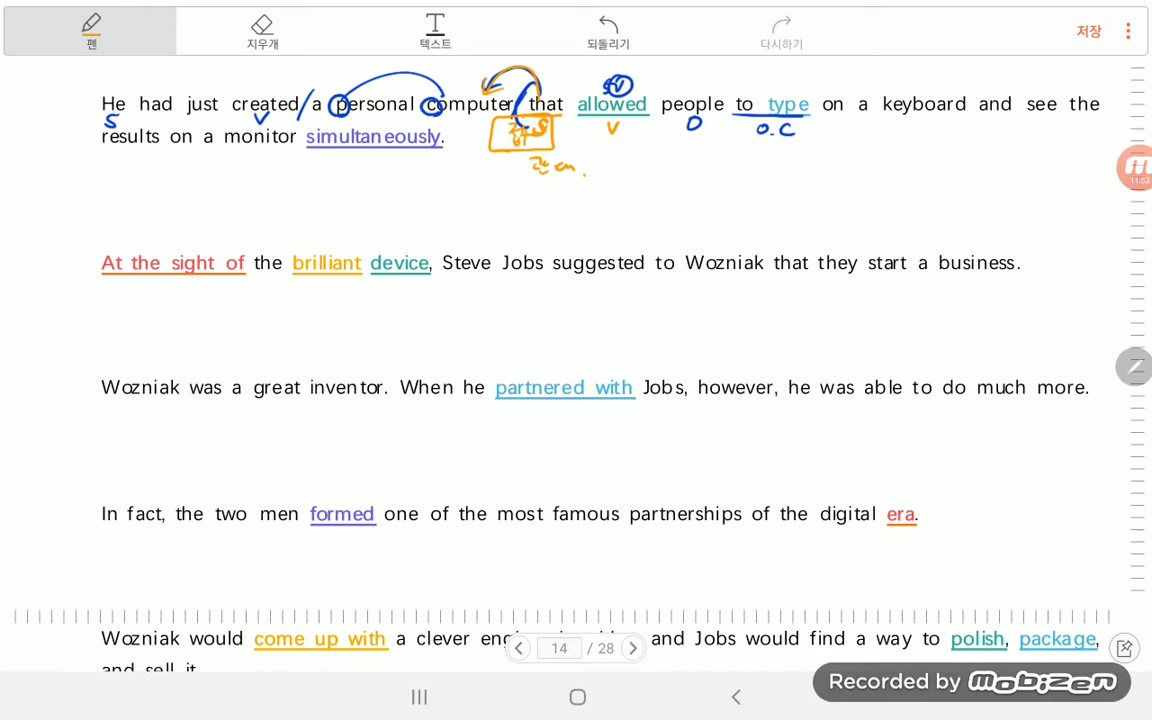 펜 지우개 텍스트 되돌리기 다시하기 저장
He had just created a personal computer that allowed people to type on a keyboard and see the
S V V O O.C
results on a monitor simultaneously.
11:53
At the sight of the brilliant device, Steve Jobs suggested to Wozniak that they start a business.
Wozniak was a great inventor. When he partnered with Jobs, however, he was able to do much more.
In fact, the two men formed one of the most famous partnerships of the digital era.
Wozniak would come up with a clever and Jobs would find a way to polish, package,
and sell it.
14 / 28
Recorded by mobizen